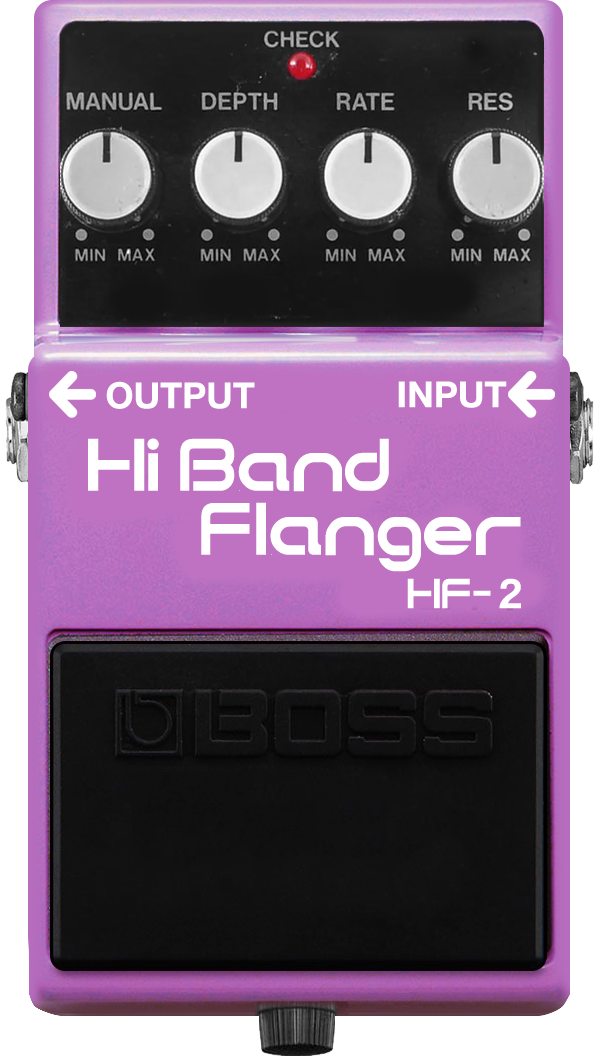 CHECK
MANUAL DEPTH RATE RES
MIN MAX MIN MAX MIN MAX MIN MAX
OUTPUT INPUT
Hi Band
Flanger
HF-2
BOSS